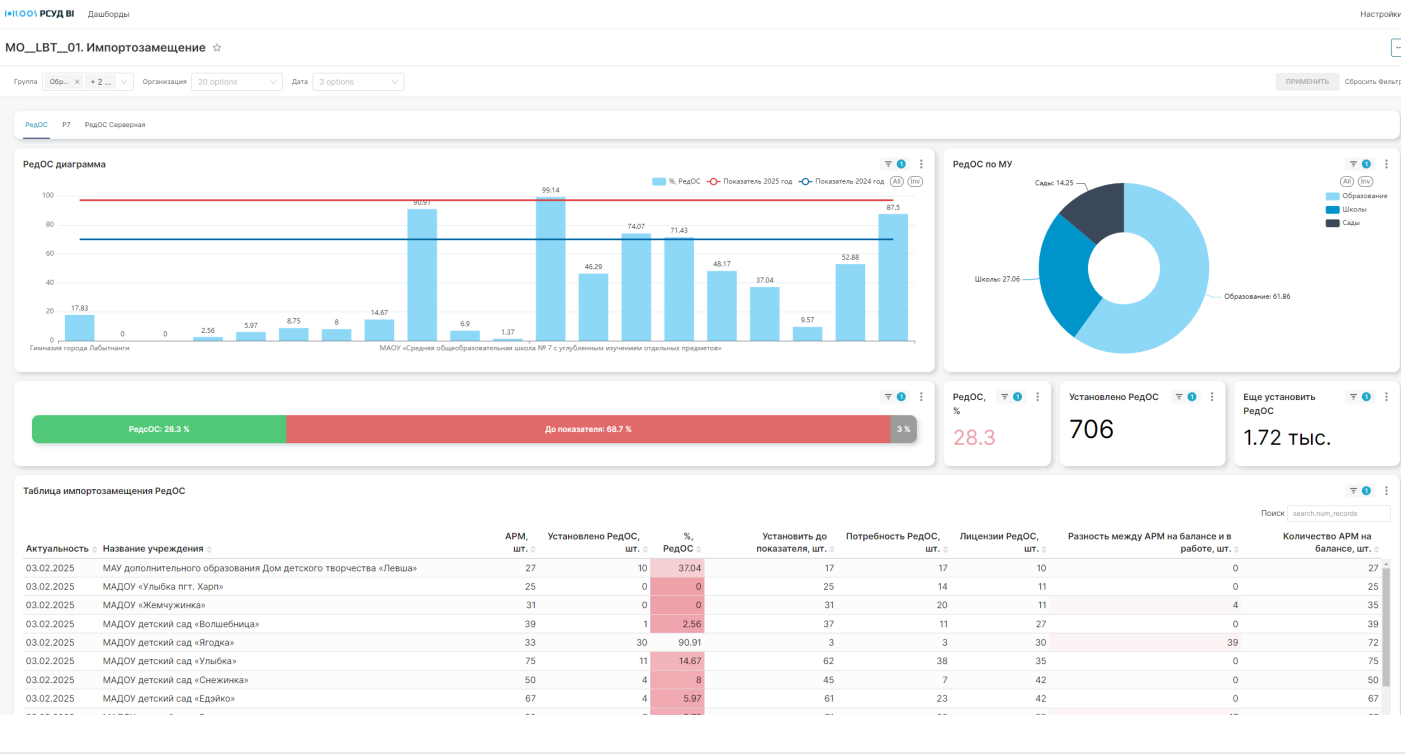 РСУД BI Дашборды Настройки
MO__LBT__01. Импортозамещение
Группа Обр... × + 2 ... Организация 20 options Дата 3 options ПРИМЕНИТЬ Сбросить Фильтр
РедОС Р7 РедОС Серверная
РедОС диаграмма 1
%, РедОС Показатель 2025 год Показатель 2024 год All Inv
100
80
60
40
20
0
17.83 0 0 2.56 5.97 8.75 8 14.67 90.91 6.9 1.37 99.14 46.29 74.07 71.43 48.17 37.04 9.57 52.88 87.5
Гимназия города Лабытнанги МАОУ «Средняя общеобразовательная школа № 7 с углубленным изучением отдельных предметов»
РедОС по МУ 1
All Inv
Образование
Школы
Сады
Сады: 14.25
Школы: 27.06
Образование: 61.86
1
РедсОС: 28.3 % До показателя: 68.7 % 3 %
РедОС, 1
%
28.3
Установлено РедОС 1
706
Еще установить 1
РедОС
1.72 тыс.
Таблица импортозамещения РедОС 1
Поиск search.num_records
Актуальность Название учреждения АРМ, шт. Установлено РедОС, шт. %, РедОС Установить до показателя, шт. Потребность РедОС, шт. Лицензии РедОС, шт. Разность между АРМ на балансе и в работе, шт. Количество АРМ на балансе, шт.
03.02.2025 МАУ дополнительного образования Дом детского творчества «Левша» 27 10 37.04 17 17 10 0 27
03.02.2025 МАДОУ «Улыбка пгт. Харп» 25 0 0 25 14 11 0 25
03.02.2025 МАДОУ «Жемчужинка» 31 0 0 31 20 11 4 35
03.02.2025 МАДОУ детский сад «Волшебница» 39 1 2.56 37 11 27 0 39
03.02.2025 МАДОУ детский сад «Ягодка» 33 30 90.91 3 3 30 39 72
03.02.2025 МАДОУ детский сад «Улыбка» 75 11 14.67 62 38 35 0 75
03.02.2025 МАДОУ детский сад «Снежинка» 50 4 8 45 7 42 0 50
03.02.2025 МАДОУ детский сад «Едэйко» 67 4 5.97 61 23 42 0 67